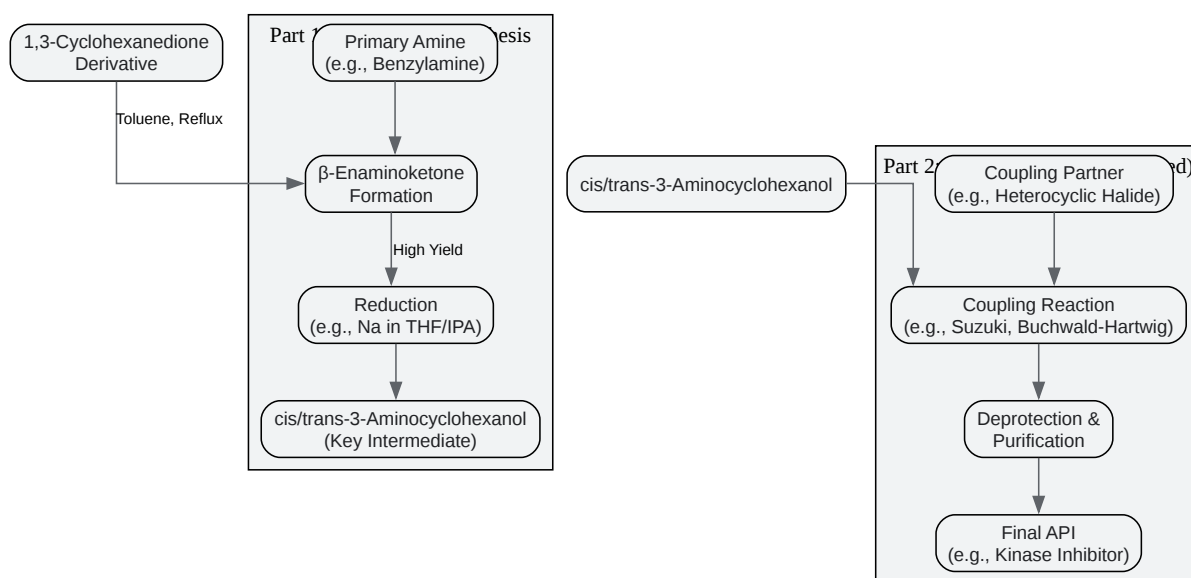 1,3-Cyclohexanedione
Derivative
Toluene, Reflux
Part 1
Primary Amine
(e.g., Benzylamine)
β-Enaminoketone
Formation
High Yield
Reduction
(e.g., Na in THF/IPA)
cis/trans-3-Aminocyclohexanol
(Key Intermediate)
cis/trans-3-Aminocyclohexanol
Part 2
Coupling Partner
(e.g., Heterocyclic Halide)
Coupling Reaction
(e.g., Suzuki, Buchwald-Hartwig)
Deprotection &
Purification
Final API
(e.g., Kinase Inhibitor)